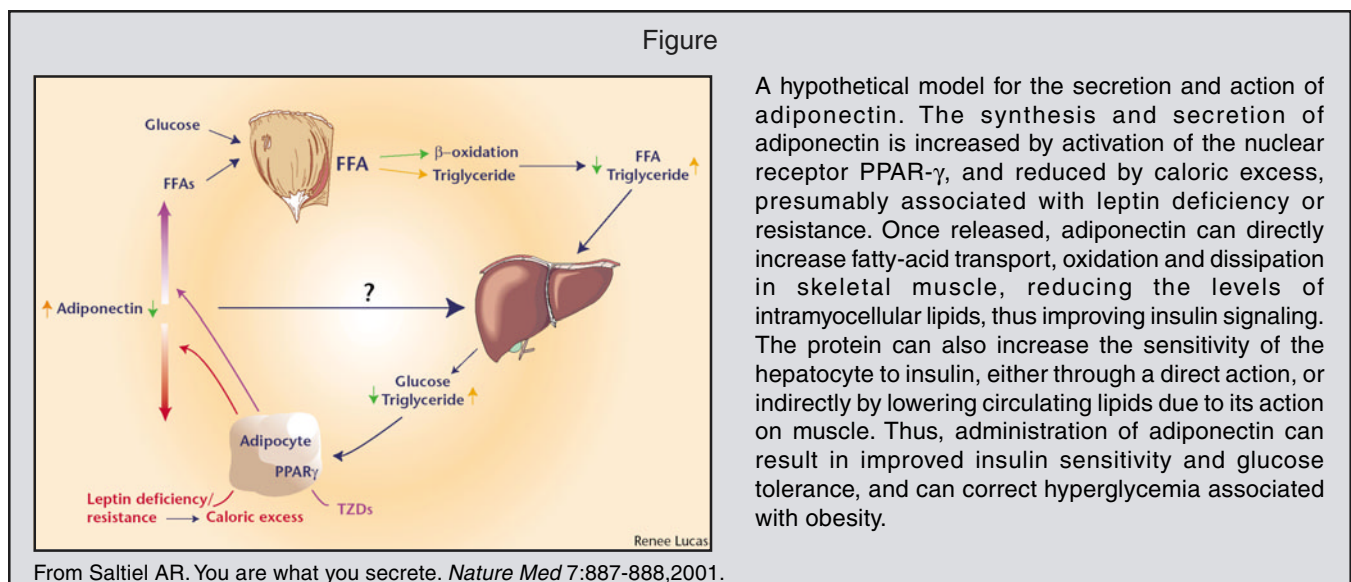 Figure
Glucose
FFAs
FFA
β–oxidation
Triglyceride
FFA
Triglyceride
?
Adiponectin
Glucose
Triglyceride
Adipocyte
PPARγ
Leptin deficiency/
resistance
Caloric excess
TZDs
Renee Lucas
A hypothetical model for the secretion and action of
adiponectin. The synthesis and secretion of
adiponectin is increased by activation of the nuclear
receptor PPAR-γ, and reduced by caloric excess,
presumably associated with leptin deficiency or
resistance. Once released, adiponectin can directly
increase fatty-acid transport, oxidation and dissipation
in skeletal muscle, reducing the levels of
intramyocellular lipids, thus improving insulin signaling.
The protein can also increase the sensitivity of the
hepatocyte to insulin, either through a direct action, or
indirectly by lowering circulating lipids due to its action
on muscle. Thus, administration of adiponectin can
result in improved insulin sensitivity and glucose
tolerance, and can correct hyperglycemia associated
with obesity.
From Saltiel AR. You are what you secrete. Nature Med 7:887-888,2001.